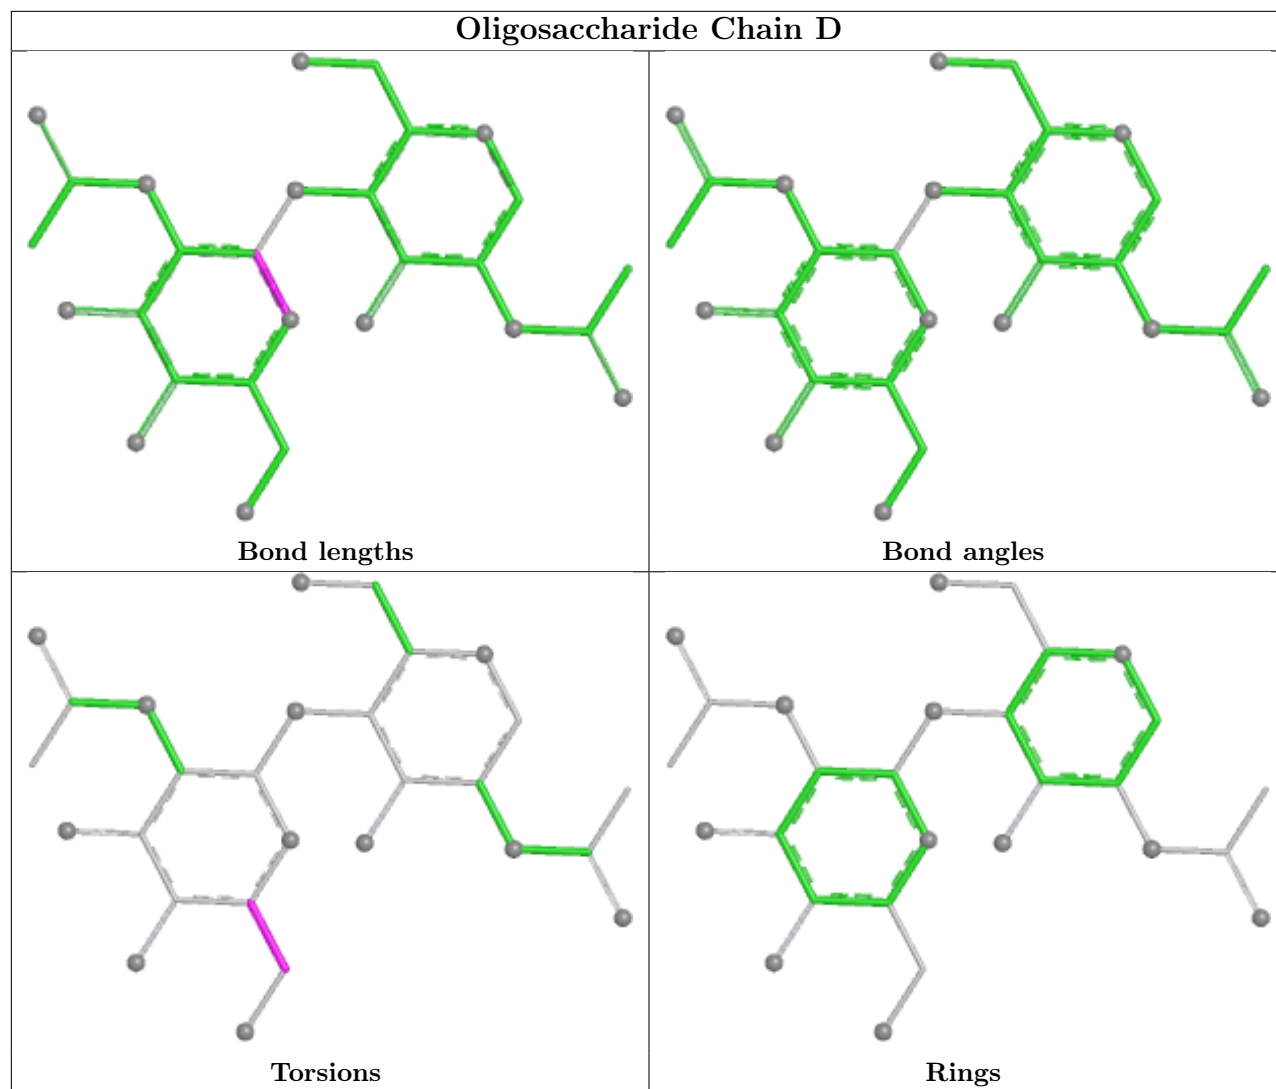 Oligosaccharide Chain D
Bond lengths
Bond angles
Torsions
Rings